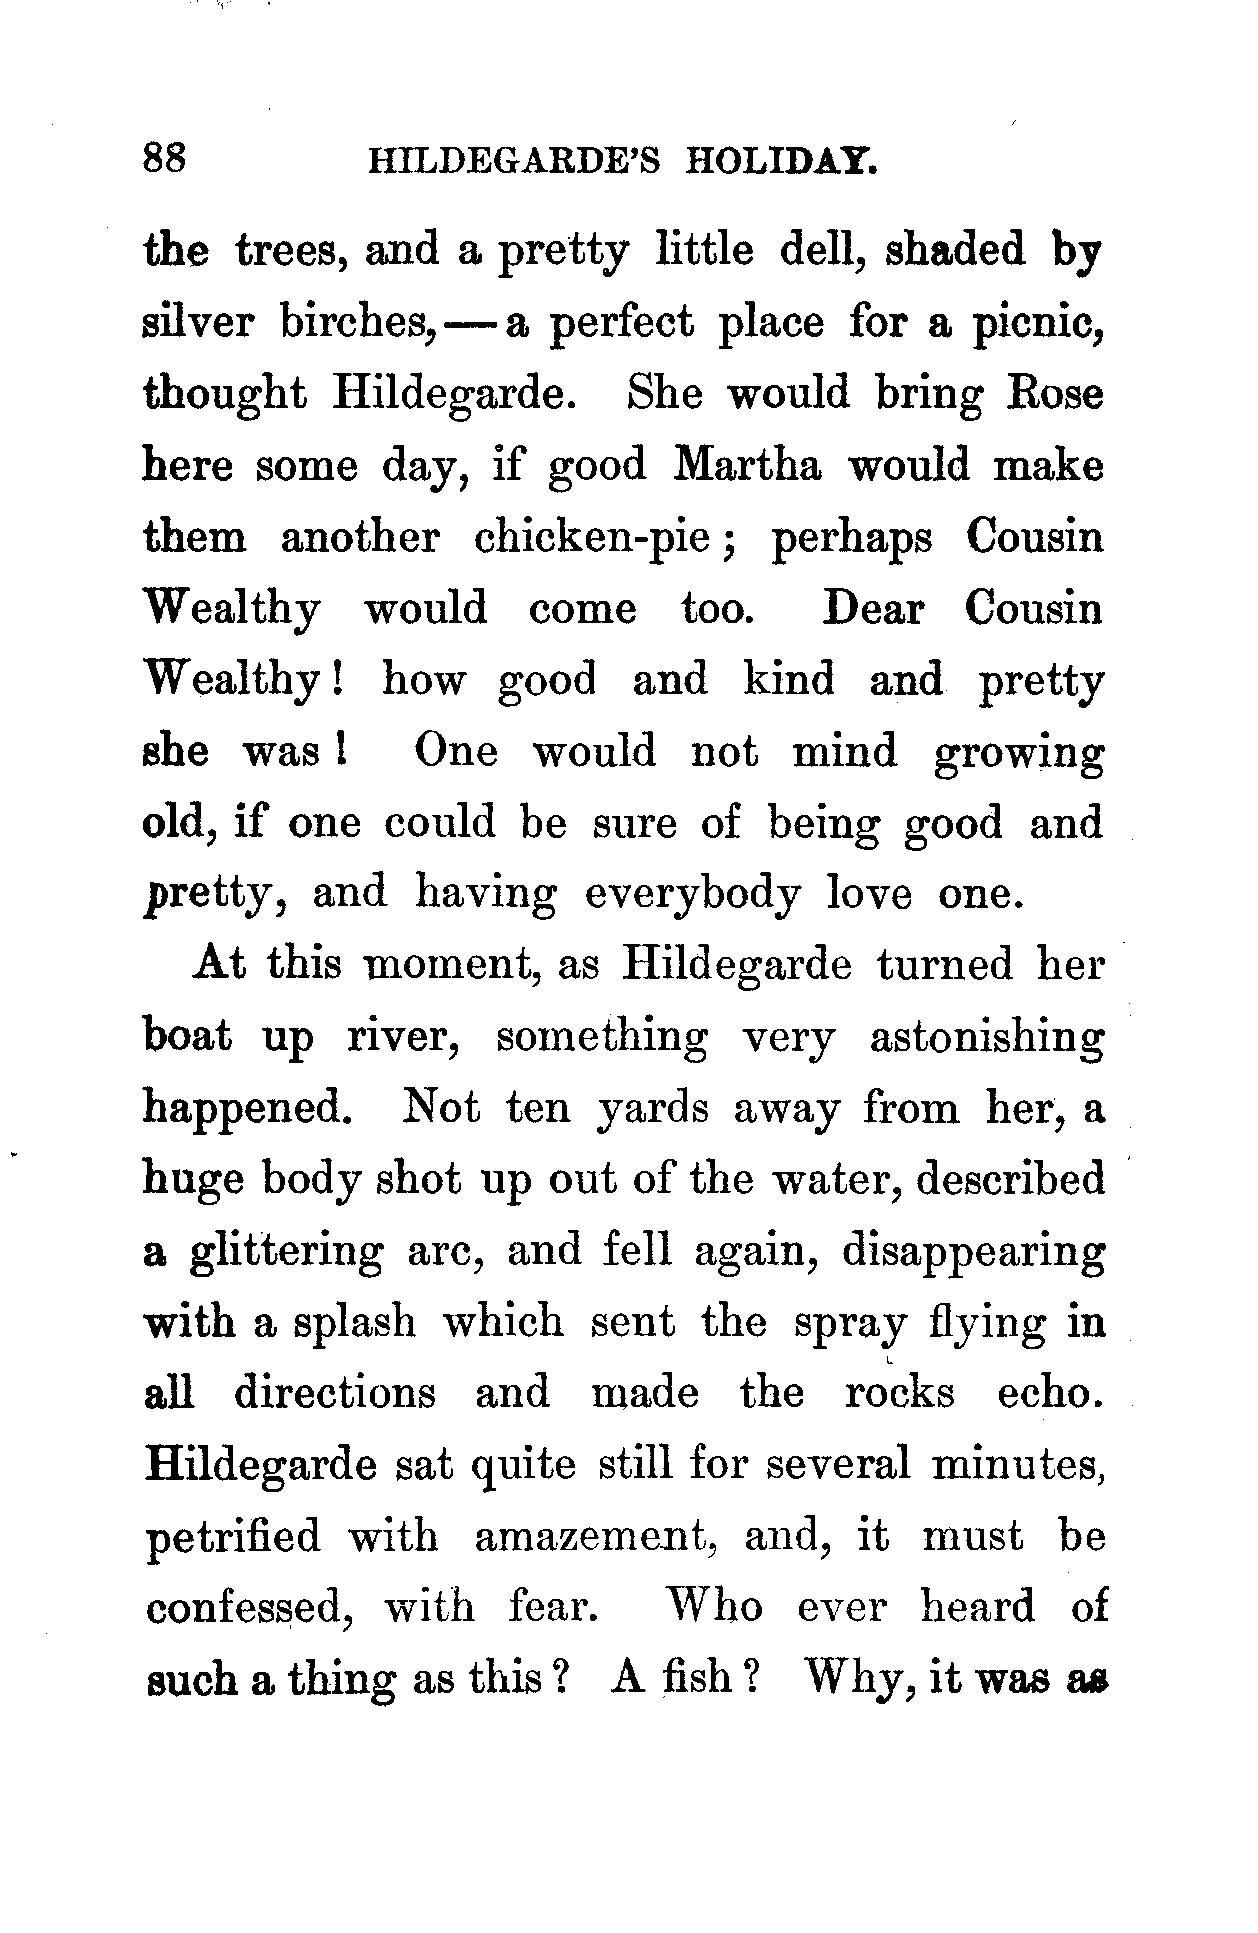 88 HILDEGARDE'S HOLIDAY.
the trees, and a pretty little dell, shaded by
silver birches,—a perfect place for a picnic,
thought Hildegarde. She would bring Rose
here some day, if good Martha would make
them another chicken-pie; perhaps Cousin
Wealthy would come too. Dear Cousin
Wealthy! how good and kind and pretty
she was! One would not mind growing
old, if one could be sure of being good and
pretty, and having everybody love one.
At this moment, as Hildegarde turned her
boat up river, something very astonishing
happened. Not ten yards away from her, a
huge body shot up out of the water, described
a glittering arc, and fell again, disappearing
with a splash which sent the spray flying in
all directions and made the rocks echo.
Hildegarde sat quite still for several minutes,
petrified with amazement, and, it must be
confessed, with fear. Who ever heard of
such a thing as this? A fish? Why, it was as